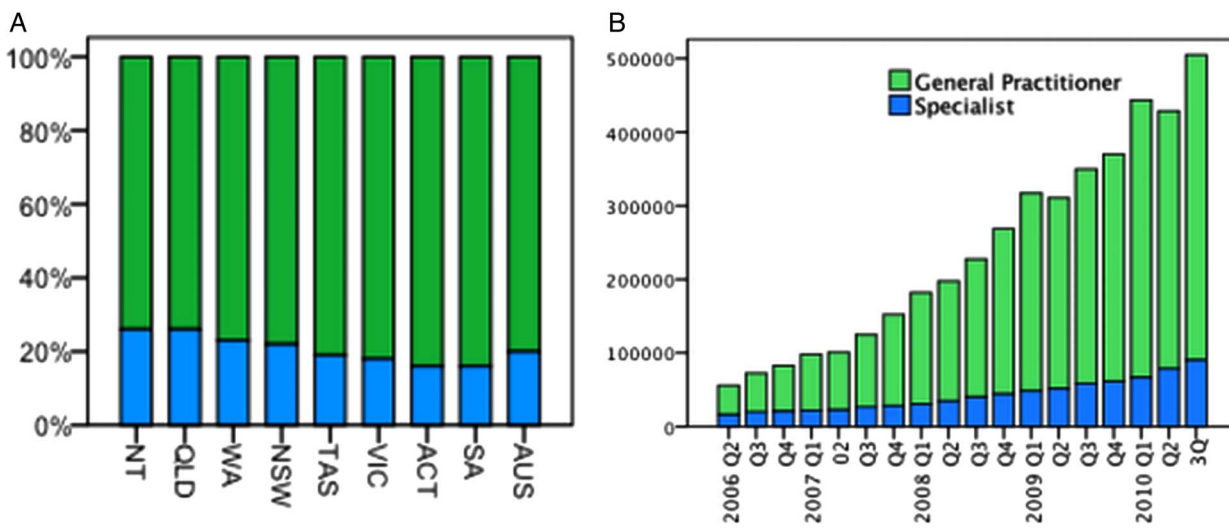 A
100%
80%
60%
40%
20%
0%
NT
QLD
WA
NSW
TAS
VIC
ACT
SA
AUS
B
500000
400000
300000
200000
100000
0
General Practitioner
Specialist
2006 Q2
Q3
Q4
2007 Q1
02
Q3
Q4
2008 Q1
Q2
Q3
Q4
2009 Q1
Q2
Q3
Q4
2010 Q1
Q2
3Q